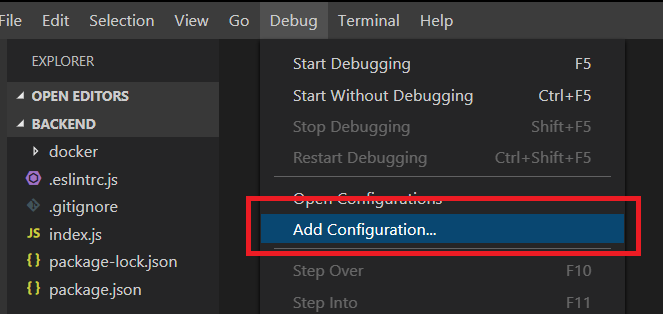 File Edit Selection View Go Debug Terminal Help
EXPLORER
OPEN EDITORS
BACKEND
docker
.eslintrc.js
.gitignore
JS index.js
{ } package-lock.json
{ } package.json
Start Debugging F5
Start Without Debugging Ctrl+F5
Stop Debugging Shift+F5
Restart Debugging Ctrl+Shift+F5
Open Configurations
Add Configuration...
Step Over F10
Step Into F11